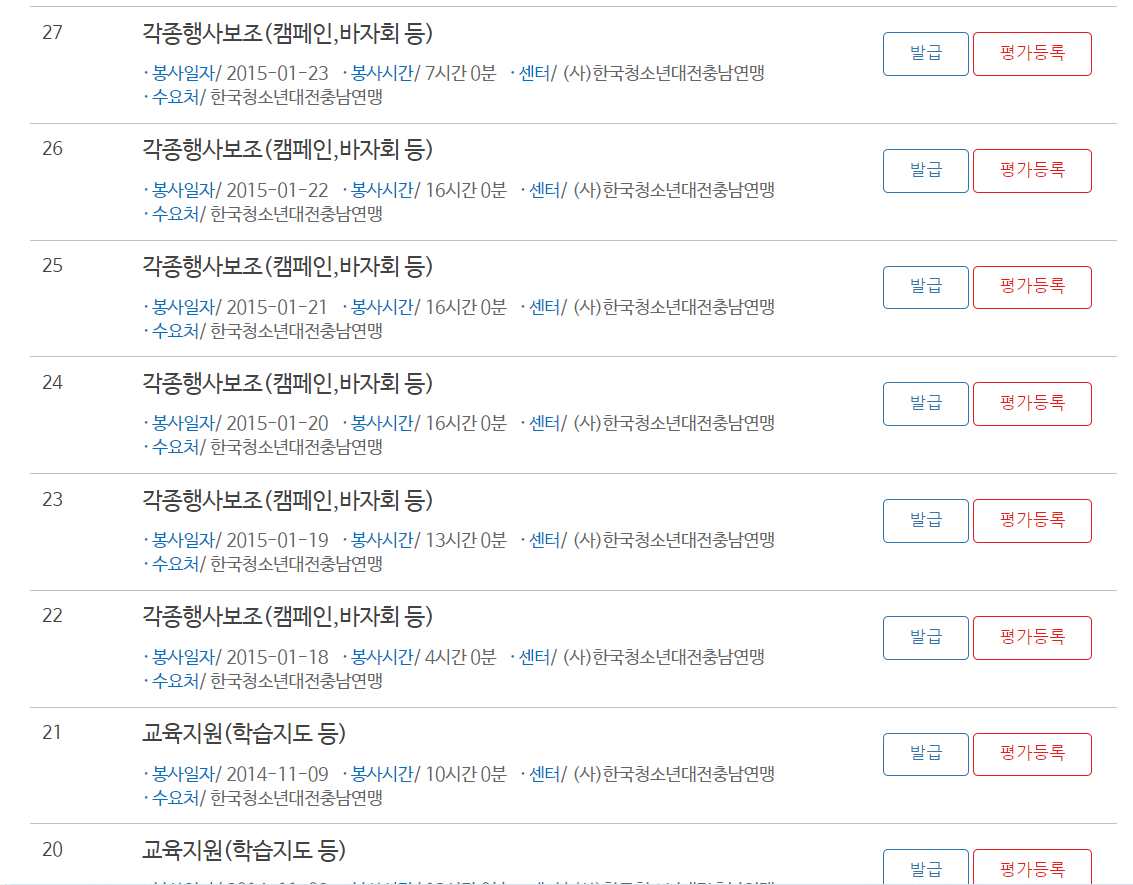 27
각종행사보조(캠페인,바자회 등)
· 봉사일자/ 2015-01-23 · 봉사시간/ 7시간 0분 · 센터/ (사)한국청소년대전충남연맹
· 수요처/ 한국청소년대전충남연맹
발급 평가등록
26
각종행사보조(캠페인,바자회 등)
· 봉사일자/ 2015-01-22 · 봉사시간/ 16시간 0분 · 센터/ (사)한국청소년대전충남연맹
· 수요처/ 한국청소년대전충남연맹
발급 평가등록
25
각종행사보조(캠페인,바자회 등)
· 봉사일자/ 2015-01-21 · 봉사시간/ 16시간 0분 · 센터/ (사)한국청소년대전충남연맹
· 수요처/ 한국청소년대전충남연맹
발급 평가등록
24
각종행사보조(캠페인,바자회 등)
· 봉사일자/ 2015-01-20 · 봉사시간/ 16시간 0분 · 센터/ (사)한국청소년대전충남연맹
· 수요처/ 한국청소년대전충남연맹
발급 평가등록
23
각종행사보조(캠페인,바자회 등)
· 봉사일자/ 2015-01-19 · 봉사시간/ 13시간 0분 · 센터/ (사)한국청소년대전충남연맹
· 수요처/ 한국청소년대전충남연맹
발급 평가등록
22
각종행사보조(캠페인,바자회 등)
· 봉사일자/ 2015-01-18 · 봉사시간/ 4시간 0분 · 센터/ (사)한국청소년대전충남연맹
· 수요처/ 한국청소년대전충남연맹
발급 평가등록
21
교육지원(학습지도 등)
· 봉사일자/ 2014-11-09 · 봉사시간/ 10시간 0분 · 센터/ (사)한국청소년대전충남연맹
· 수요처/ 한국청소년대전충남연맹
발급 평가등록
20
교육지원(학습지도 등)
발급 평가등록